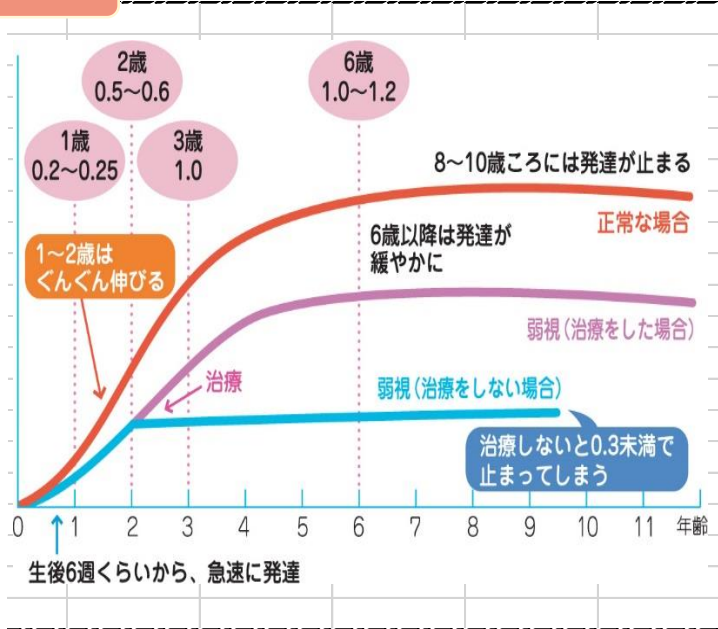 2歳
0.5〜0.6
6歳
1.0〜1.2
1歳
0.2〜0.25
3歳
1.0
8〜10歳ころには発達が止まる
正常な場合
1〜2歳は
ぐんぐん伸びる
6歳以降は発達が
緩やかに
弱視（治療をした場合）
治療
弱視（治療をしない場合）
治療しないと0.3未満で
止まってしまう
0 1 2 3 4 5 6 7 8 9 10 11 年齢
生後6週くらいから、急速に発達